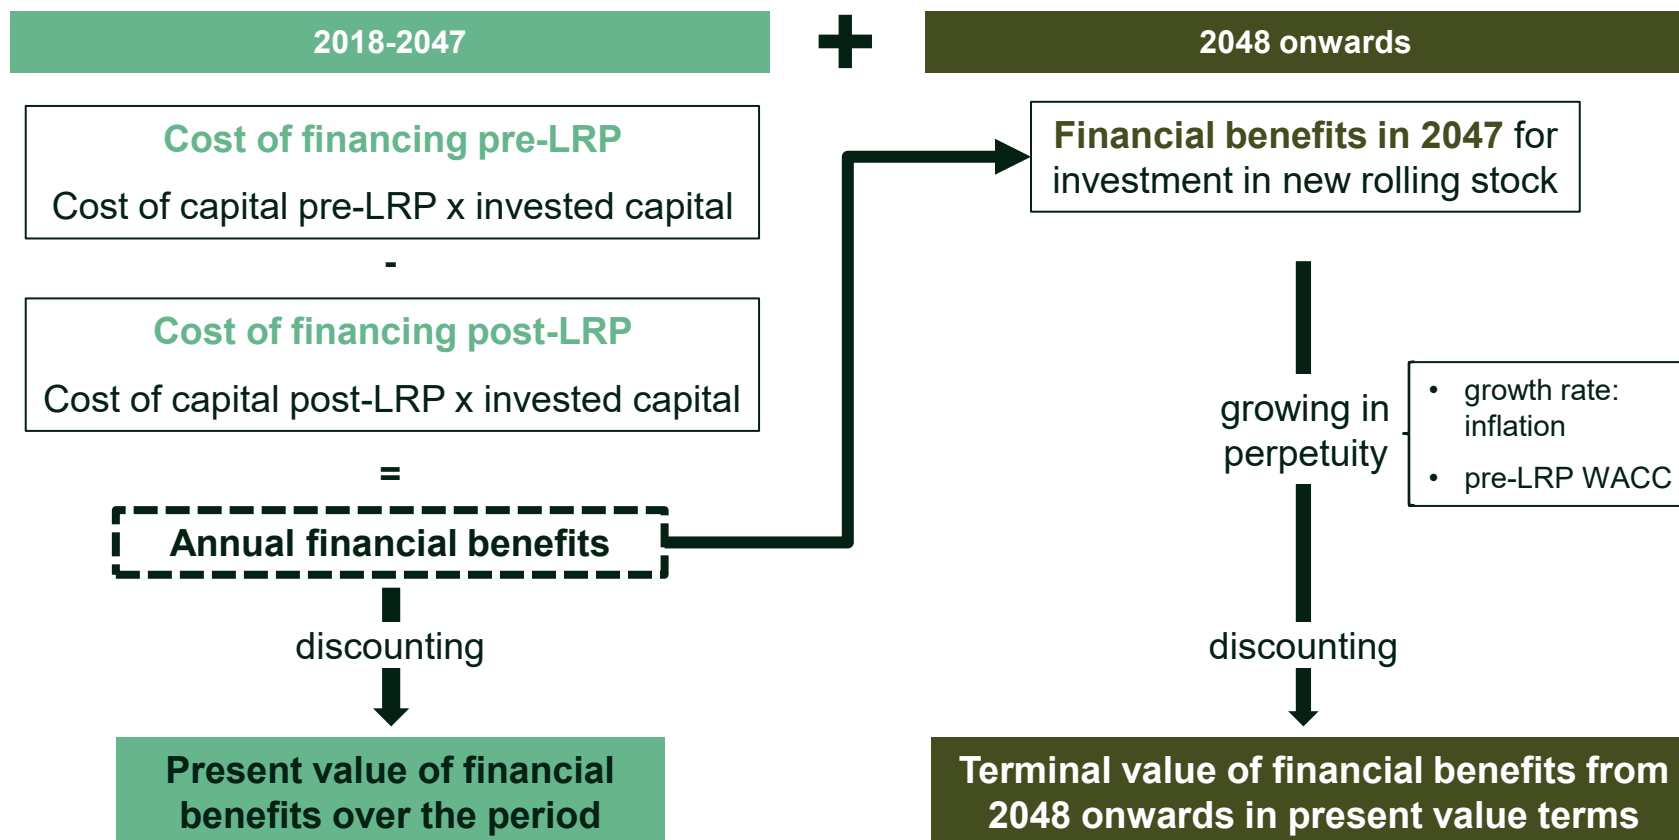 2018-2047
Cost of financing pre-LRP
Cost of capital pre-LRP x invested capital
-
Cost of financing post-LRP
Cost of capital post-LRP x invested capital
=
Annual financial benefits
discounting
Present value of financial
benefits over the period
+
2048 onwards
Financial benefits in 2047 for
investment in new rolling stock
growing in
perpetuity
• growth rate:
inflation
• pre-LRP WACC
discounting
Terminal value of financial benefits from
2048 onwards in present value terms